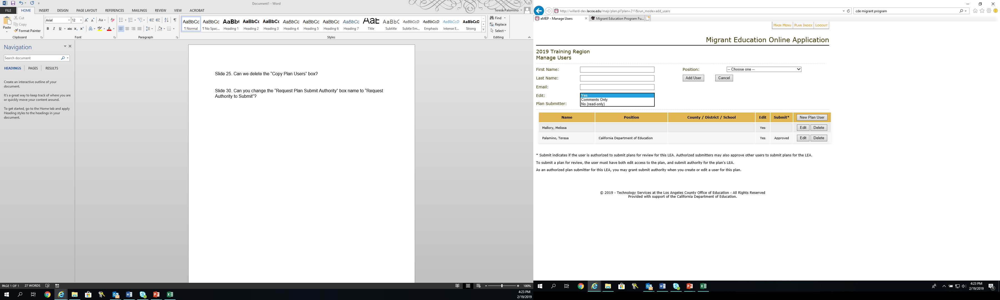 Document1 - Word
Teresa Palomino
FILE HOME INSERT DESIGN PAGE LAYOUT REFERENCES MAILINGS REVIEW VIEW ACROBAT
Paste
Cut
Copy
Format Painter
Clipboard
Arial 12
Font
Paragraph
AaBbCc AaBbCc AaBbC AaBbCc AaBbCc AaBbCc AaBbCc AaBbCc AaBbCc AaB AaBbC AaBbCcD AaBbCcD AaBbCcD AaBbCcD
¶ Normal ¶ No Spac... Heading 1 Heading 2 Heading 3 Heading 4 Heading 5 Heading 6 Heading 7 Title Subtitle Subtle Em... Emphasis Intense E... Strong
Styles
Find
Replace
Select
Editing
Navigation
Search document
HEADINGS PAGES RESULTS
Create an interactive outline of your
document.
It's a great way to keep track of where you are
or quickly move your content around.
To get started, go to the Home tab and apply
Heading styles to the headings in your
document.
Slide 25. Can we delete the “Copy Plan Users” box?
Slide 30. Can you change the “Request Plan Submit Authority” box name to “Request
Authority to Submit”?
PAGE 1 OF 1 27 WORDS
100%
4:23 PM
2/19/2019
http://willard-dev.lacoe.edu/mep/plan.pl?plan=211&run_mode=add_users
cde migrant program
eMEP - Manage Users
Migrant Education Program Fu...
MAIN MENU PLAN INDEX LOGOUT
Migrant Education Online Application
2019 Training Region
Manage Users
First Name:
Position: -- Choose one --
Last Name:
Add User Cancel
Email:
Edit:
Yes
Comments Only
No (read-only)
Plan Submitter:
Name Position County / District / School Edit Submit* New Plan User
Mallory, Melissa Yes Edit Delete
Palamino, Teresa California Department of Education Yes Approved Edit Delete
* Submit indicates if the user is authorized to submit plans for review for this LEA. Authorized submitters may also approve other users to submit plans for the LEA.
To submit a plan for review, the user must have both edit access to the plan, and submit authority for the plan's LEA.
As an authorized plan submitter for this LEA, you may grant submit authority when you create or edit a user for this plan.
© 2019 - Technology Services at the Los Angeles County Office of Education - All Rights Reserved
Provided with support of the California Department of Education.
4:23 PM
2/19/2019